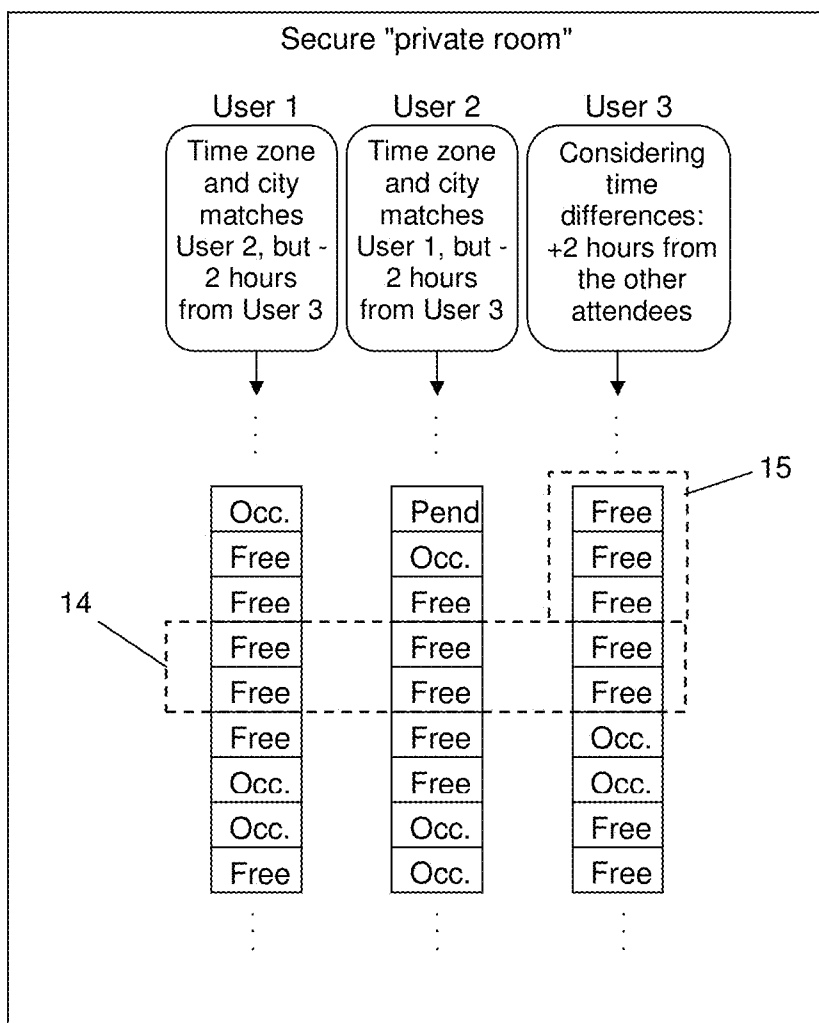 Secure "private room"
User 1
User 2
User 3
Time zone
and city
matches
User 2, but -
2 hours
from User 3
Time zone
and city
matches
User 1, but -
2 hours
from User 3
Considering
time
differences:
+2 hours from
the other
attendees
15
Occ.
Pend
Free
Free
Occ.
Free
Free
Free
Free
14
Free
Free
Free
Free
Free
Free
Free
Free
Occ.
Occ.
Free
Occ.
Occ.
Occ.
Free
Free
Occ.
Free